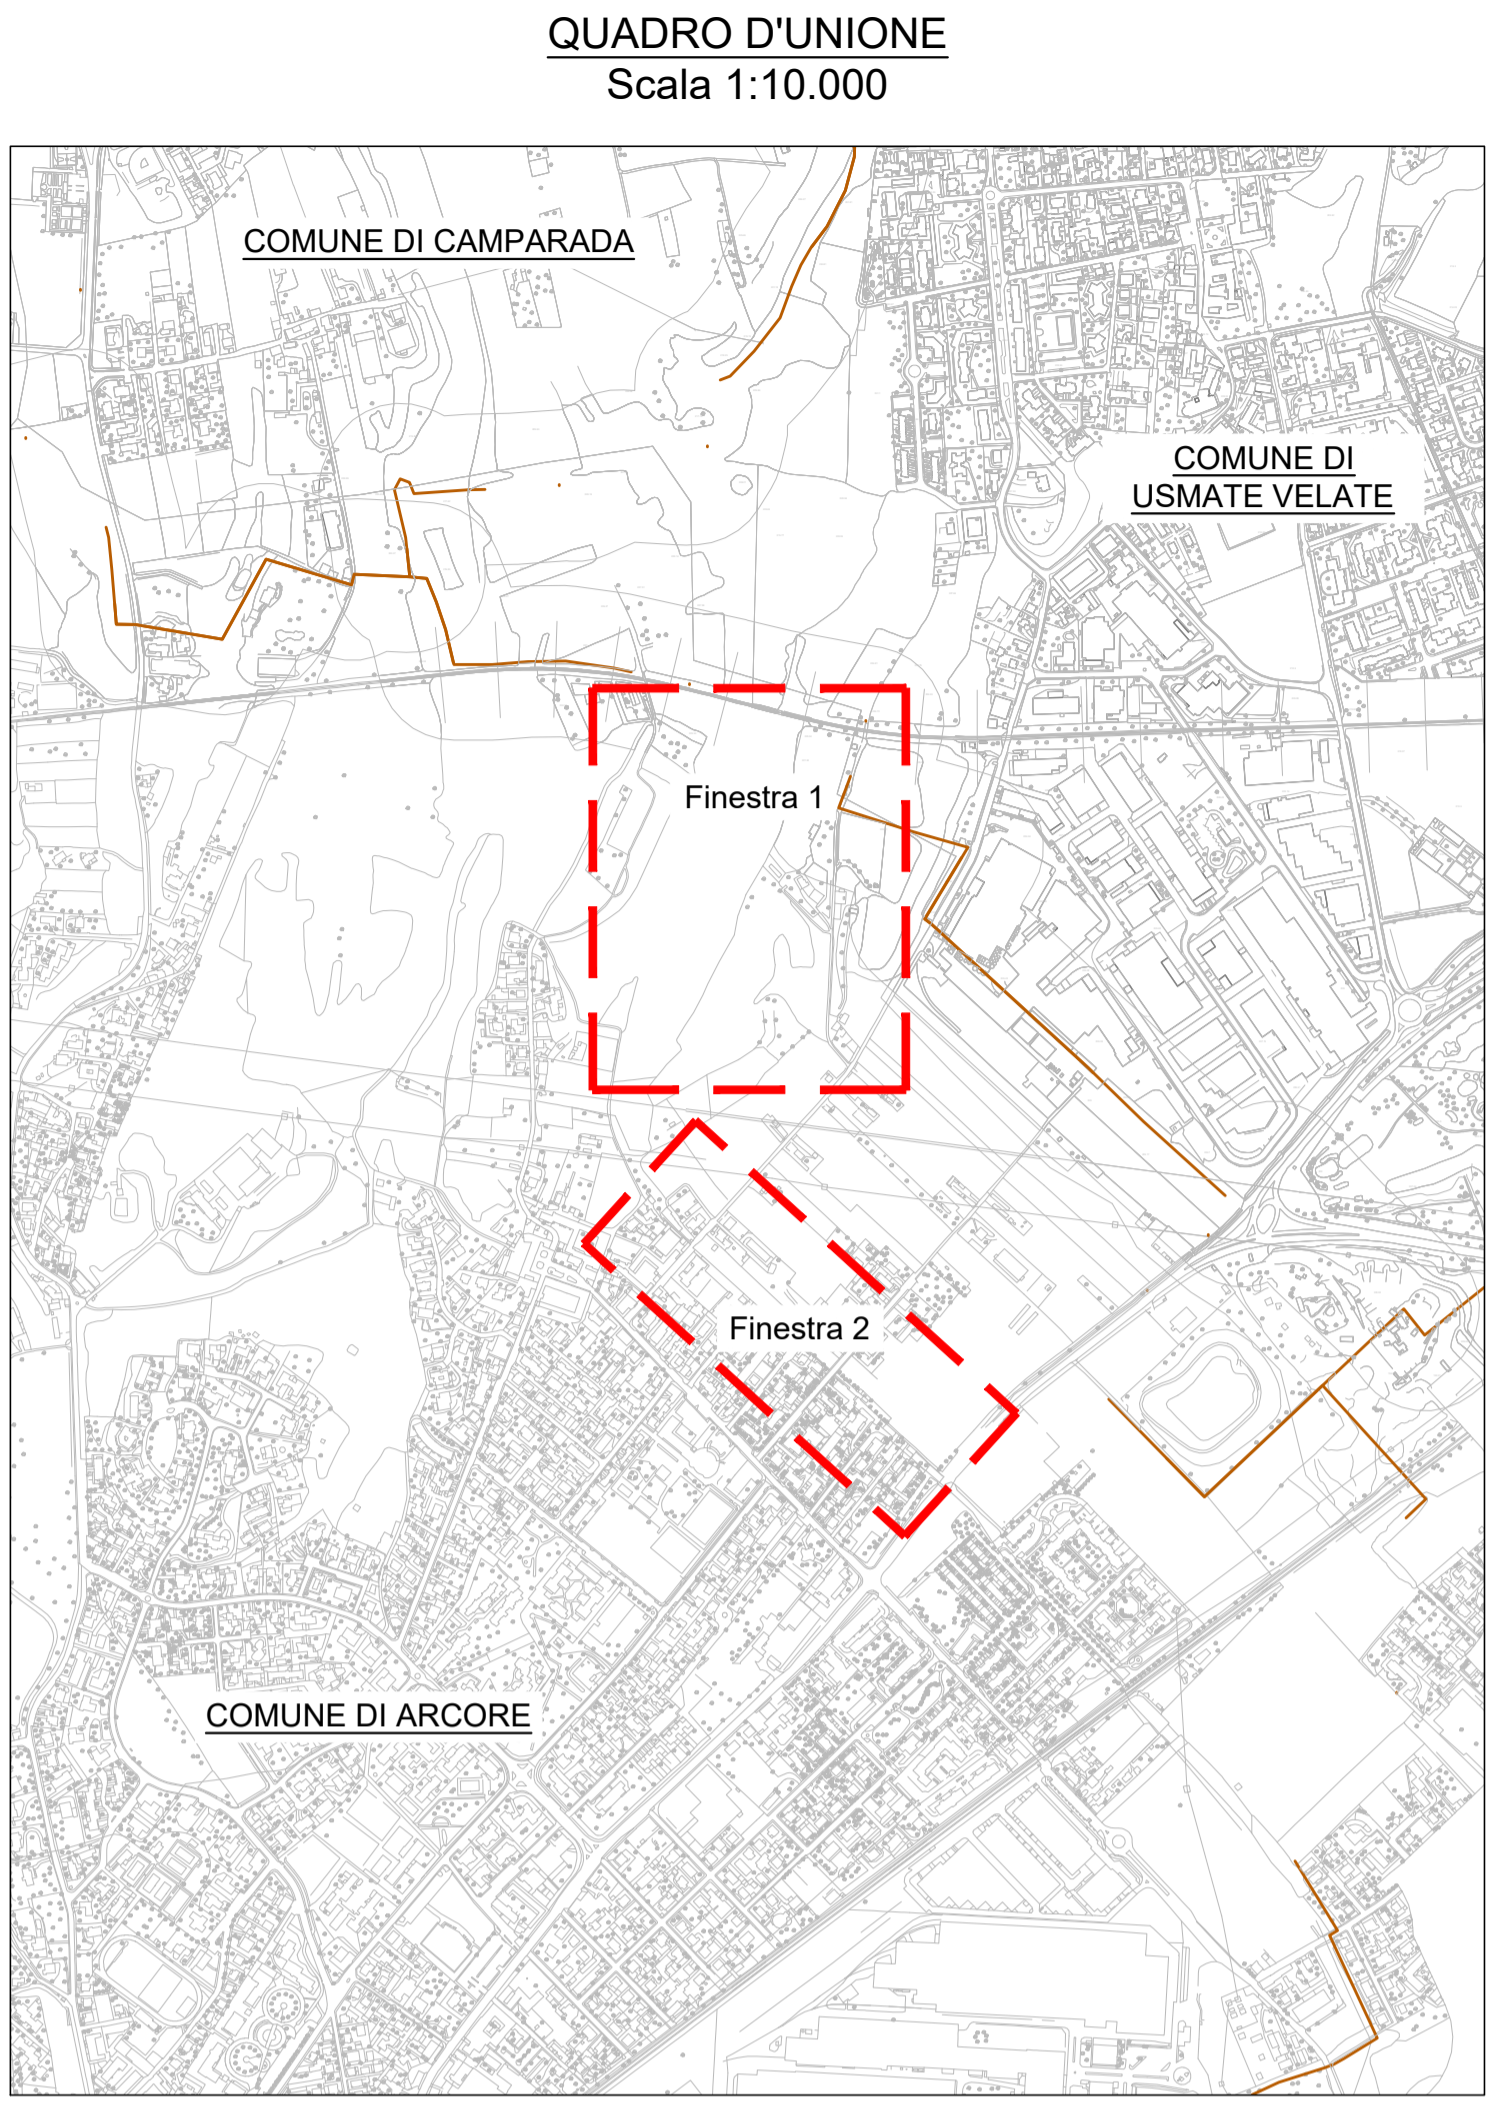 QUADRO D'UNIONE
Scala 1:10.000
COMUNE DI CAMPARADA
COMUNE DI
USMATE VELATE
Finestra 1
Finestra 2
COMUNE DI ARCORE